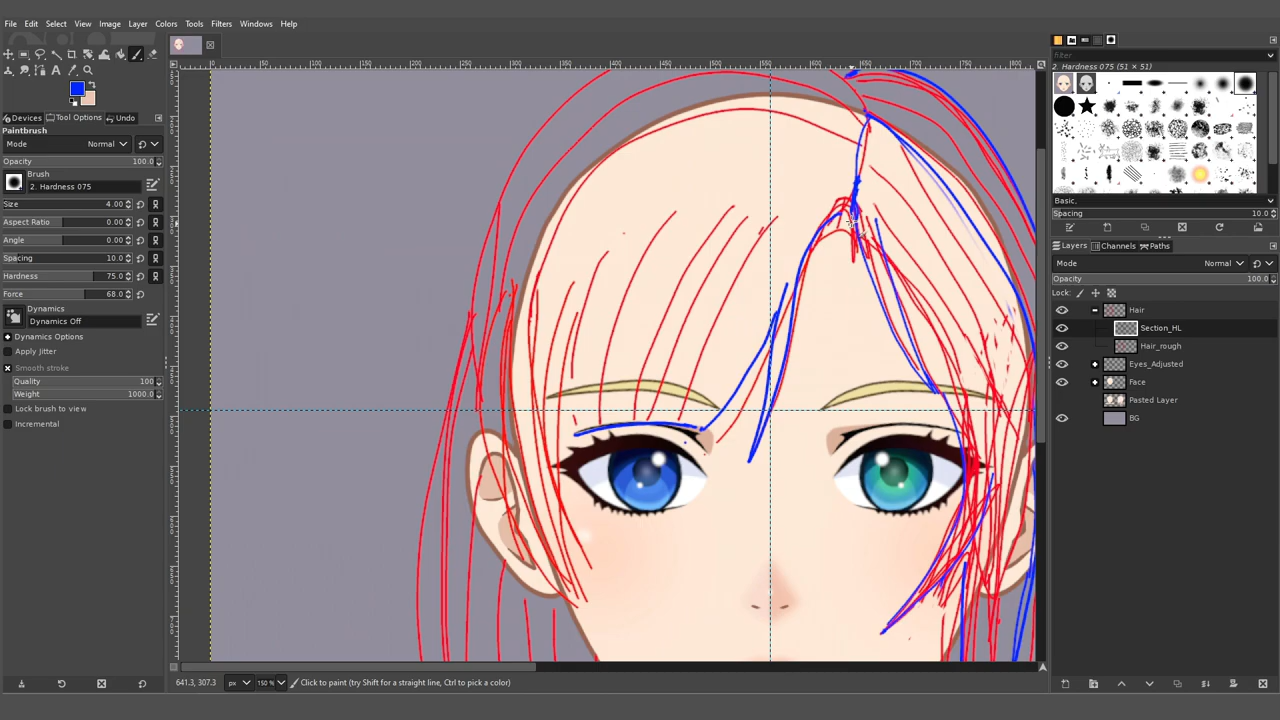 File Edit Select View Image Layer Colors Tools Filters Windows Help
Devices Tool Options Undo
Paintbrush
Mode Normal
Opacity 100.0
Brush
2. Hardness 075
Size 4.00
Aspect Ratio 0.00
Angle 0.00
Spacing 10.0
Hardness 75.0
Force 68.0
Dynamics
Dynamics Off
Dynamics Options
Apply Jitter
Smooth stroke
Quality 100
Weight 1000.0
Lock brush to view
Incremental
641.3, 307.3 px 150 % Click to paint (try Shift for a straight line, Ctrl to pick a color)
filter
2. Hardness 075 (51 × 51)
Basic,
Spacing 10.0
Layers Channels Paths
Mode Normal
Opacity 100.0
Lock:
Hair
Section_HL
Hair_rough
Eyes_Adjusted
Face
Pasted Layer
BG